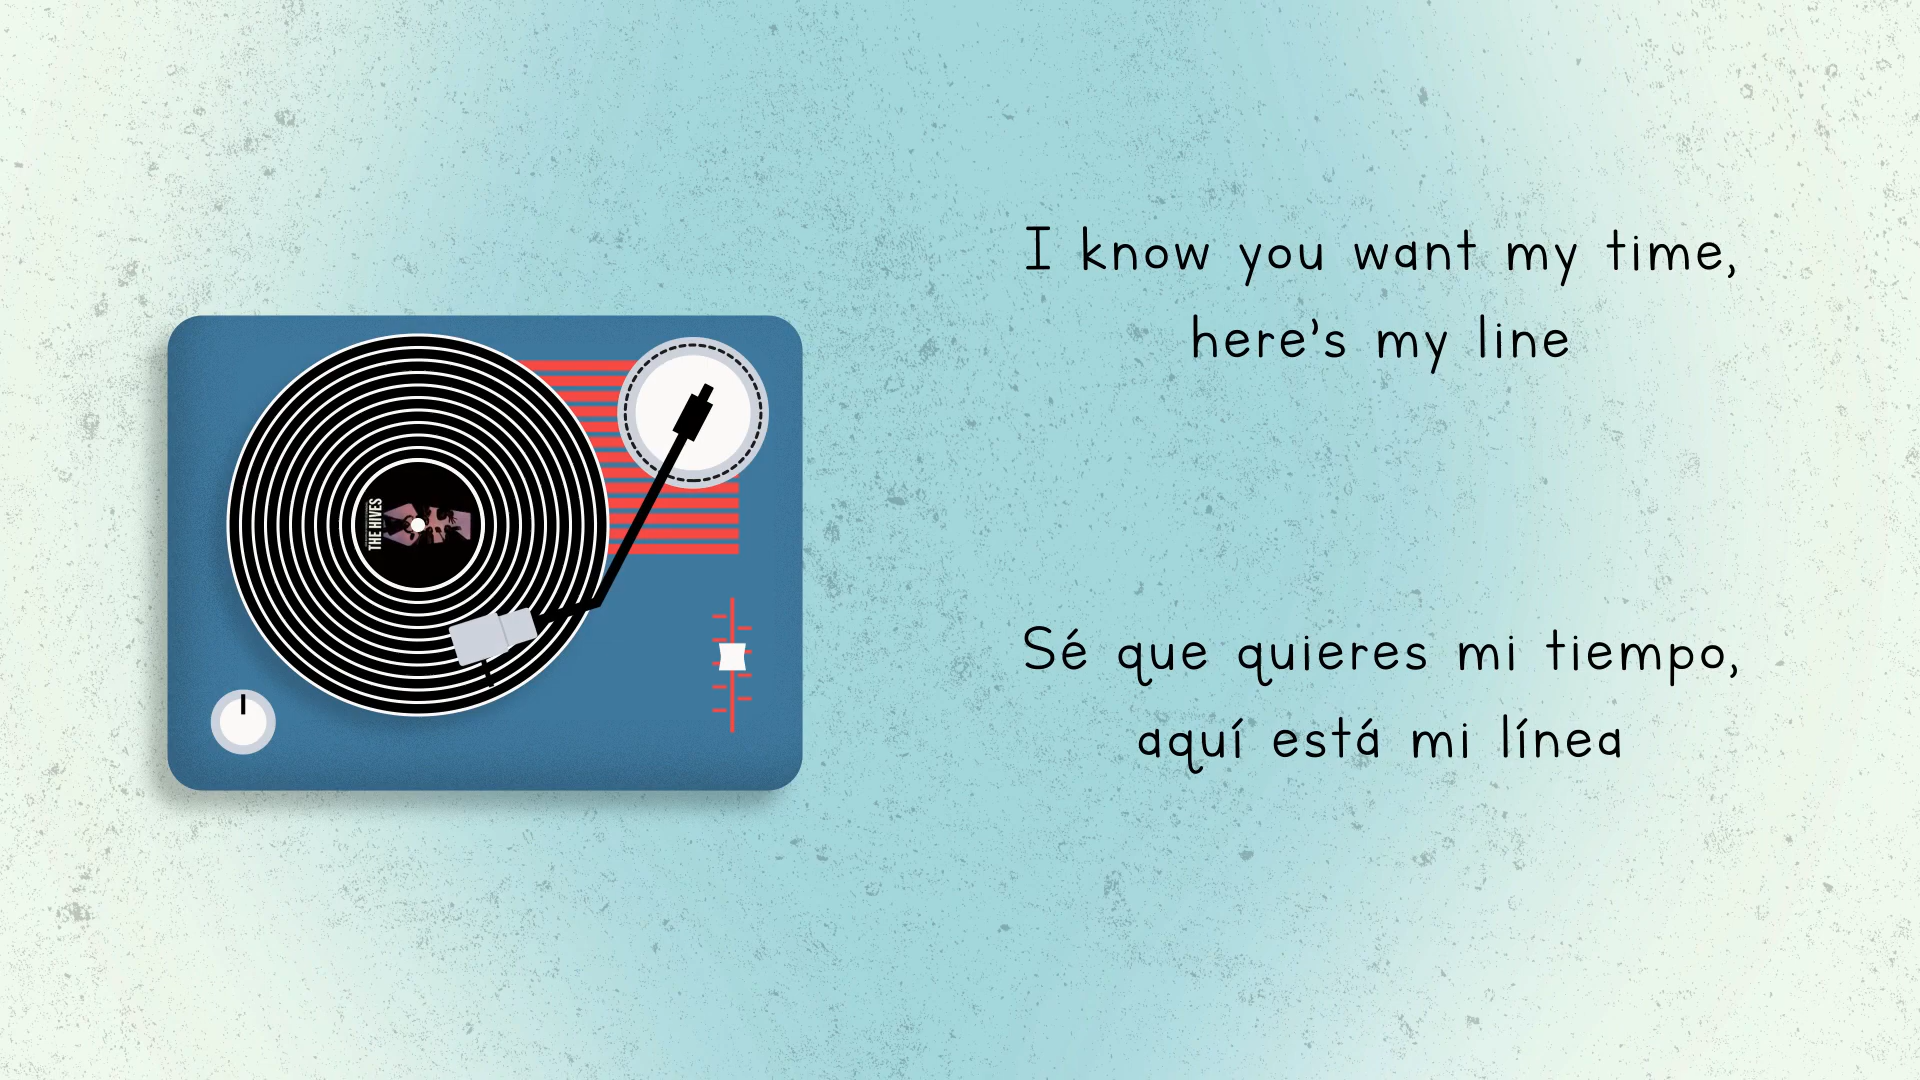 I know you want my time,
here's my line
THE HIVES
Sé que quieres mi tiempo,
aquí está mi línea